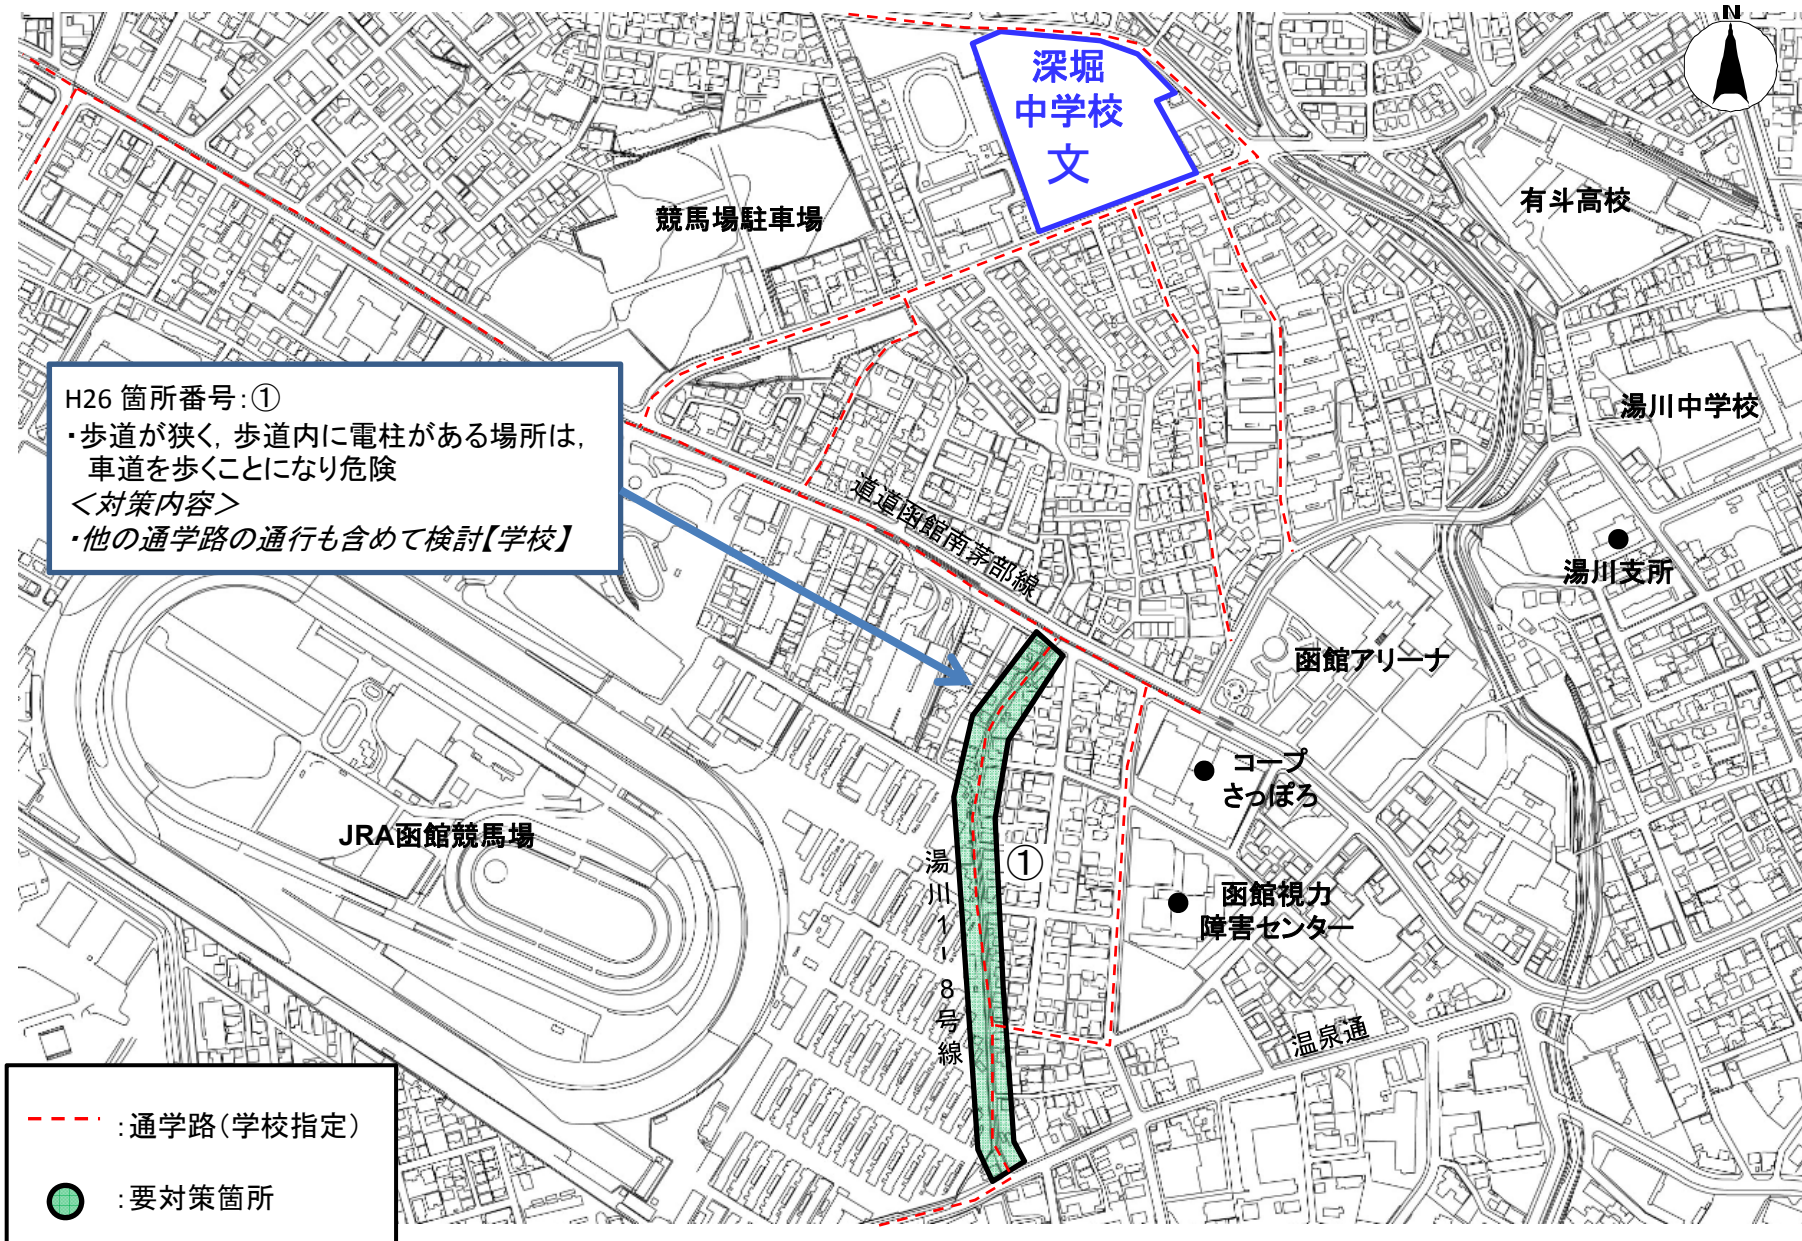 N
深堀
中学校
文
有斗高校
競馬場駐車場
湯川中学校
H26 箇所番号:①
・歩道が狭く,歩道内に電柱がある場所は,
車道を歩くことになり危険
＜対策内容＞
・他の通学路の通行も含めて検討【学校】
道道函館南茅部線
湯川支所
函館アリーナ
コープ
さっぽろ
JRA函館競馬場
①
湯川1-8号線
函館視力
障害センター
温泉通
:通学路(学校指定)
:要対策箇所